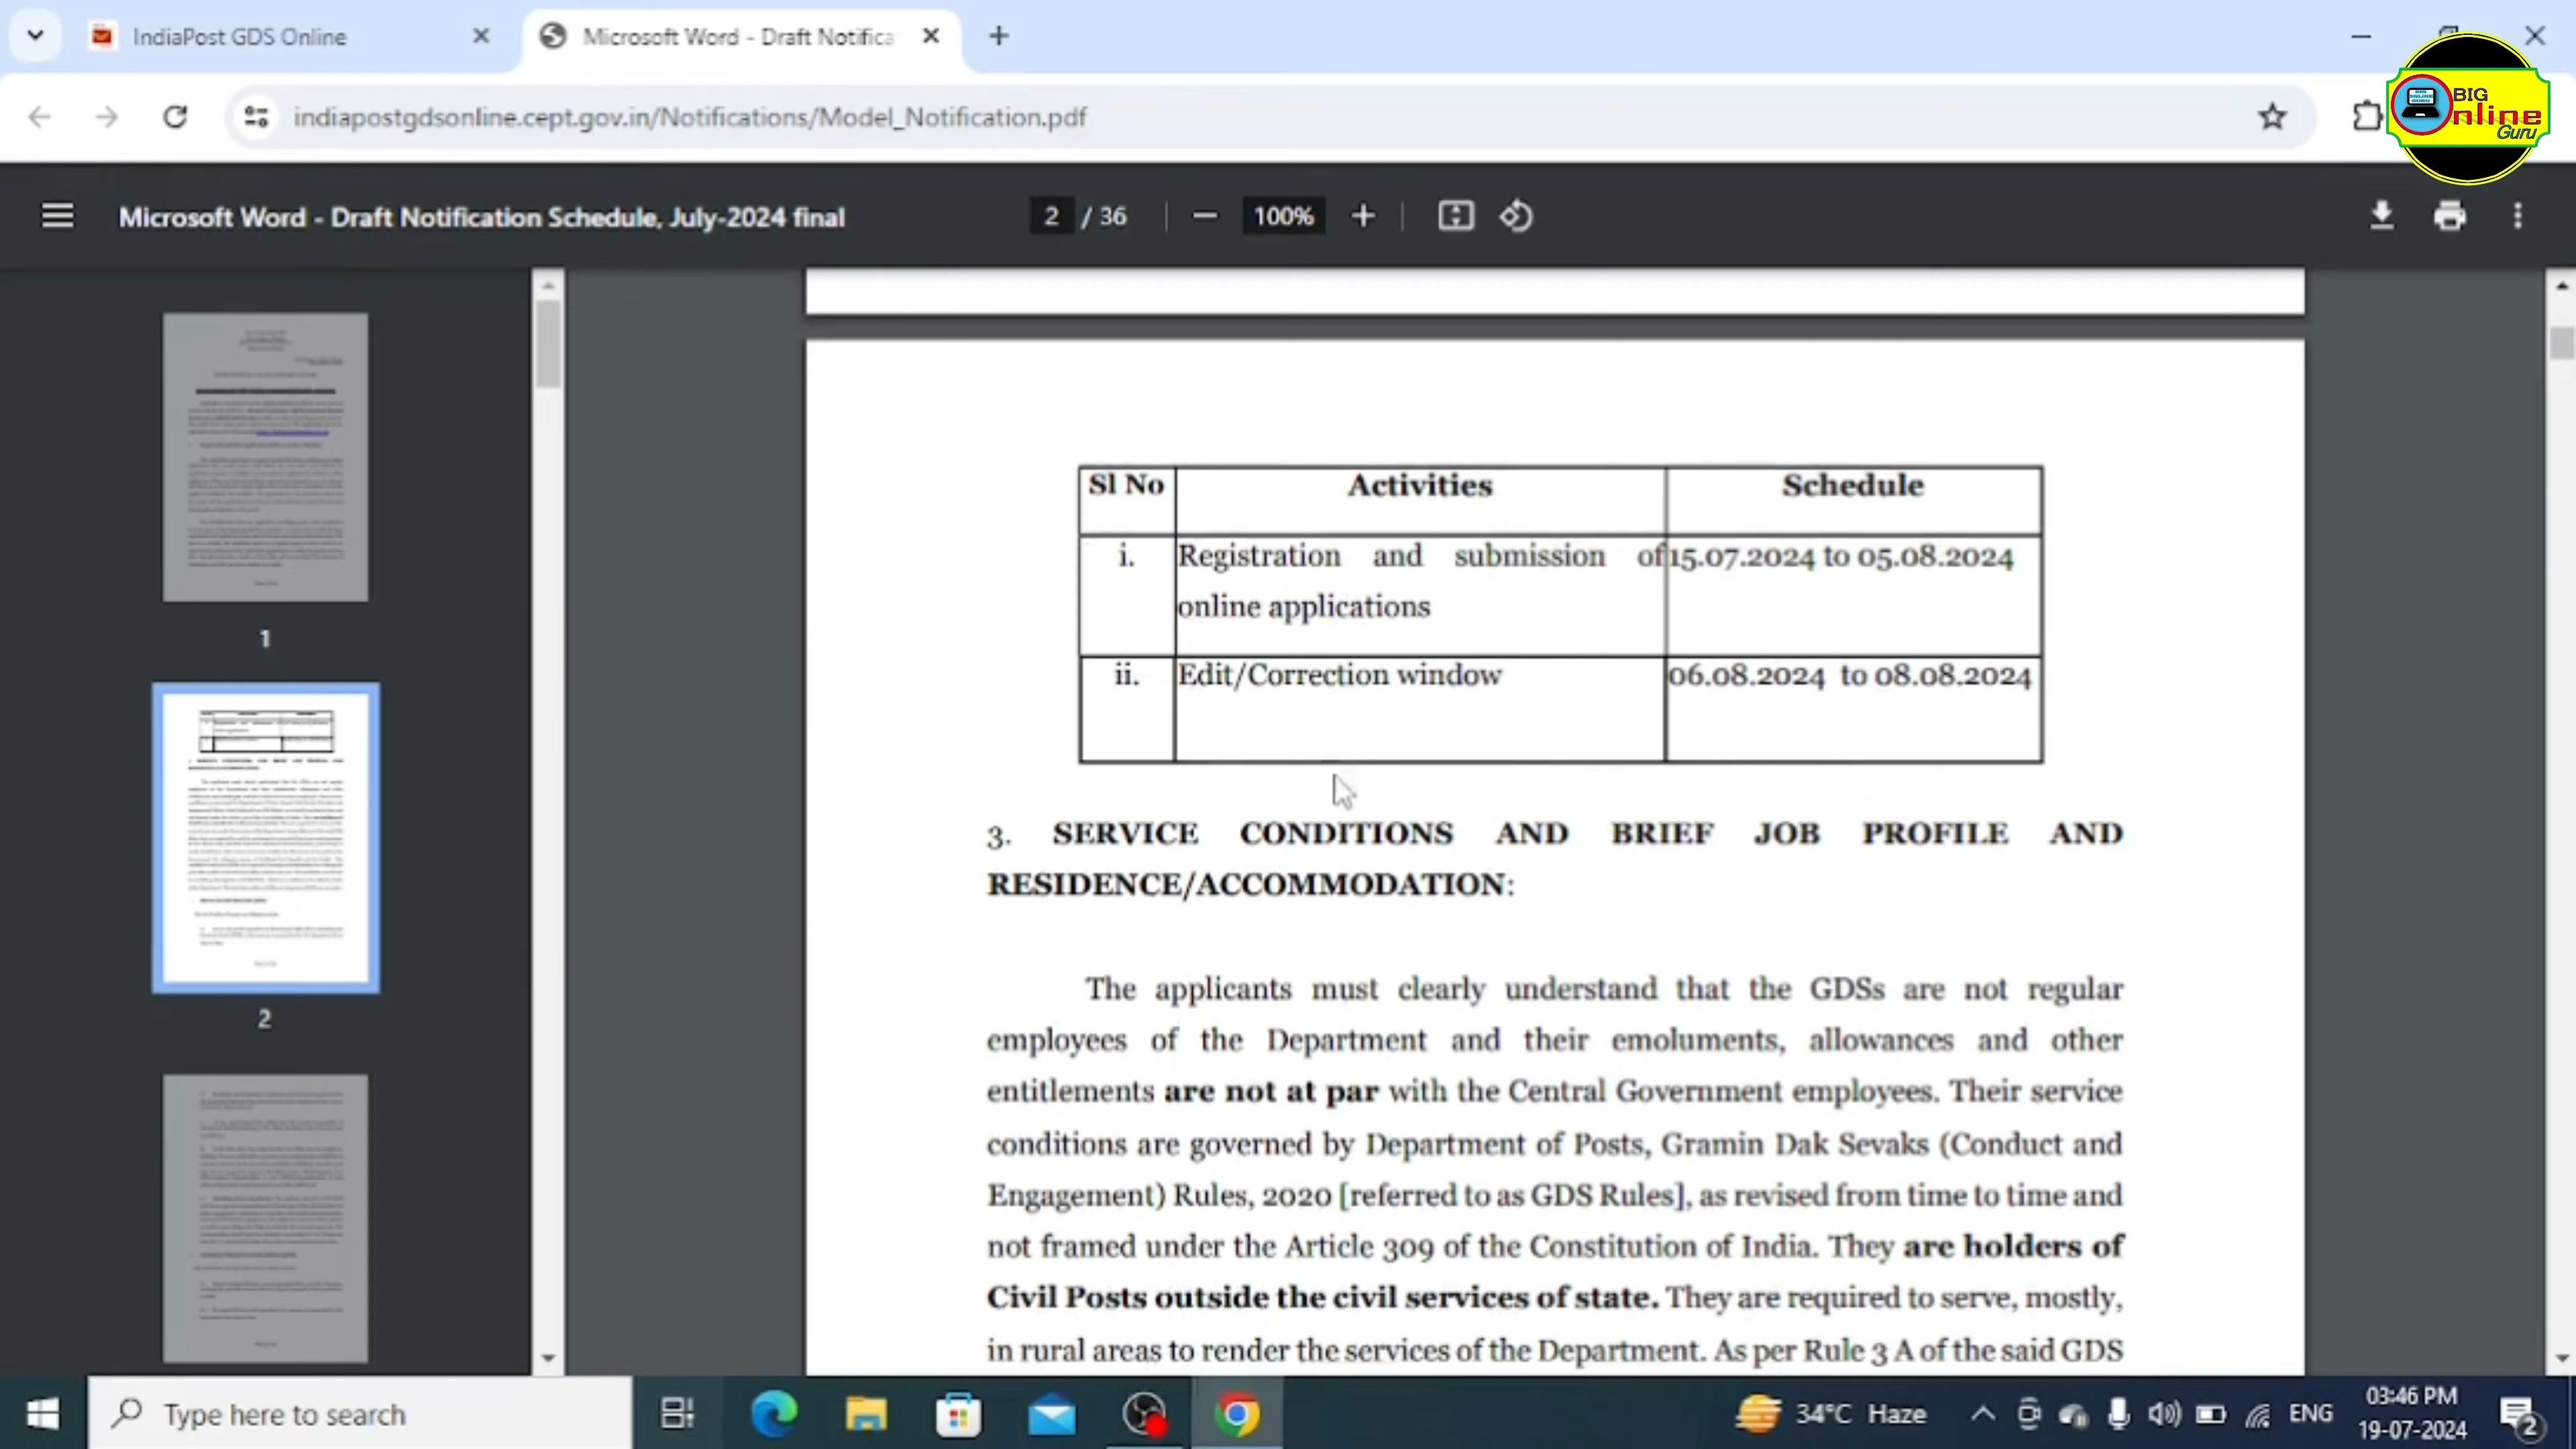 IndiaPost GDS Online
Microsoft Word - Draft Notifica
indiapostgdsonline.cept.gov.in/Notifications/Model_Notification.pdf
BIG
Online
Guru
Microsoft Word - Draft Notification Schedule, July-2024 final
2 / 36
100%
1
2
Sl No Activities Schedule
i. Registration and submission of 15.07.2024 to 05.08.2024
online applications
ii. Edit/Correction window 06.08.2024 to 08.08.2024
3. SERVICE CONDITIONS AND BRIEF JOB PROFILE AND
RESIDENCE/ACCOMMODATION:
The applicants must clearly understand that the GDSs are not regular
employees of the Department and their emoluments, allowances and other
entitlements are not at par with the Central Government employees. Their service
conditions are governed by Department of Posts, Gramin Dak Sevaks (Conduct and
Engagement) Rules, 2020 [referred to as GDS Rules], as revised from time to time and
not framed under the Article 309 of the Constitution of India. They are holders of
Civil Posts outside the civil services of state. They are required to serve, mostly,
in rural areas to render the services of the Department. As per Rule 3 A of the said GDS
Type here to search
34°C Haze
ENG
03:46 PM
19-07-2024
2